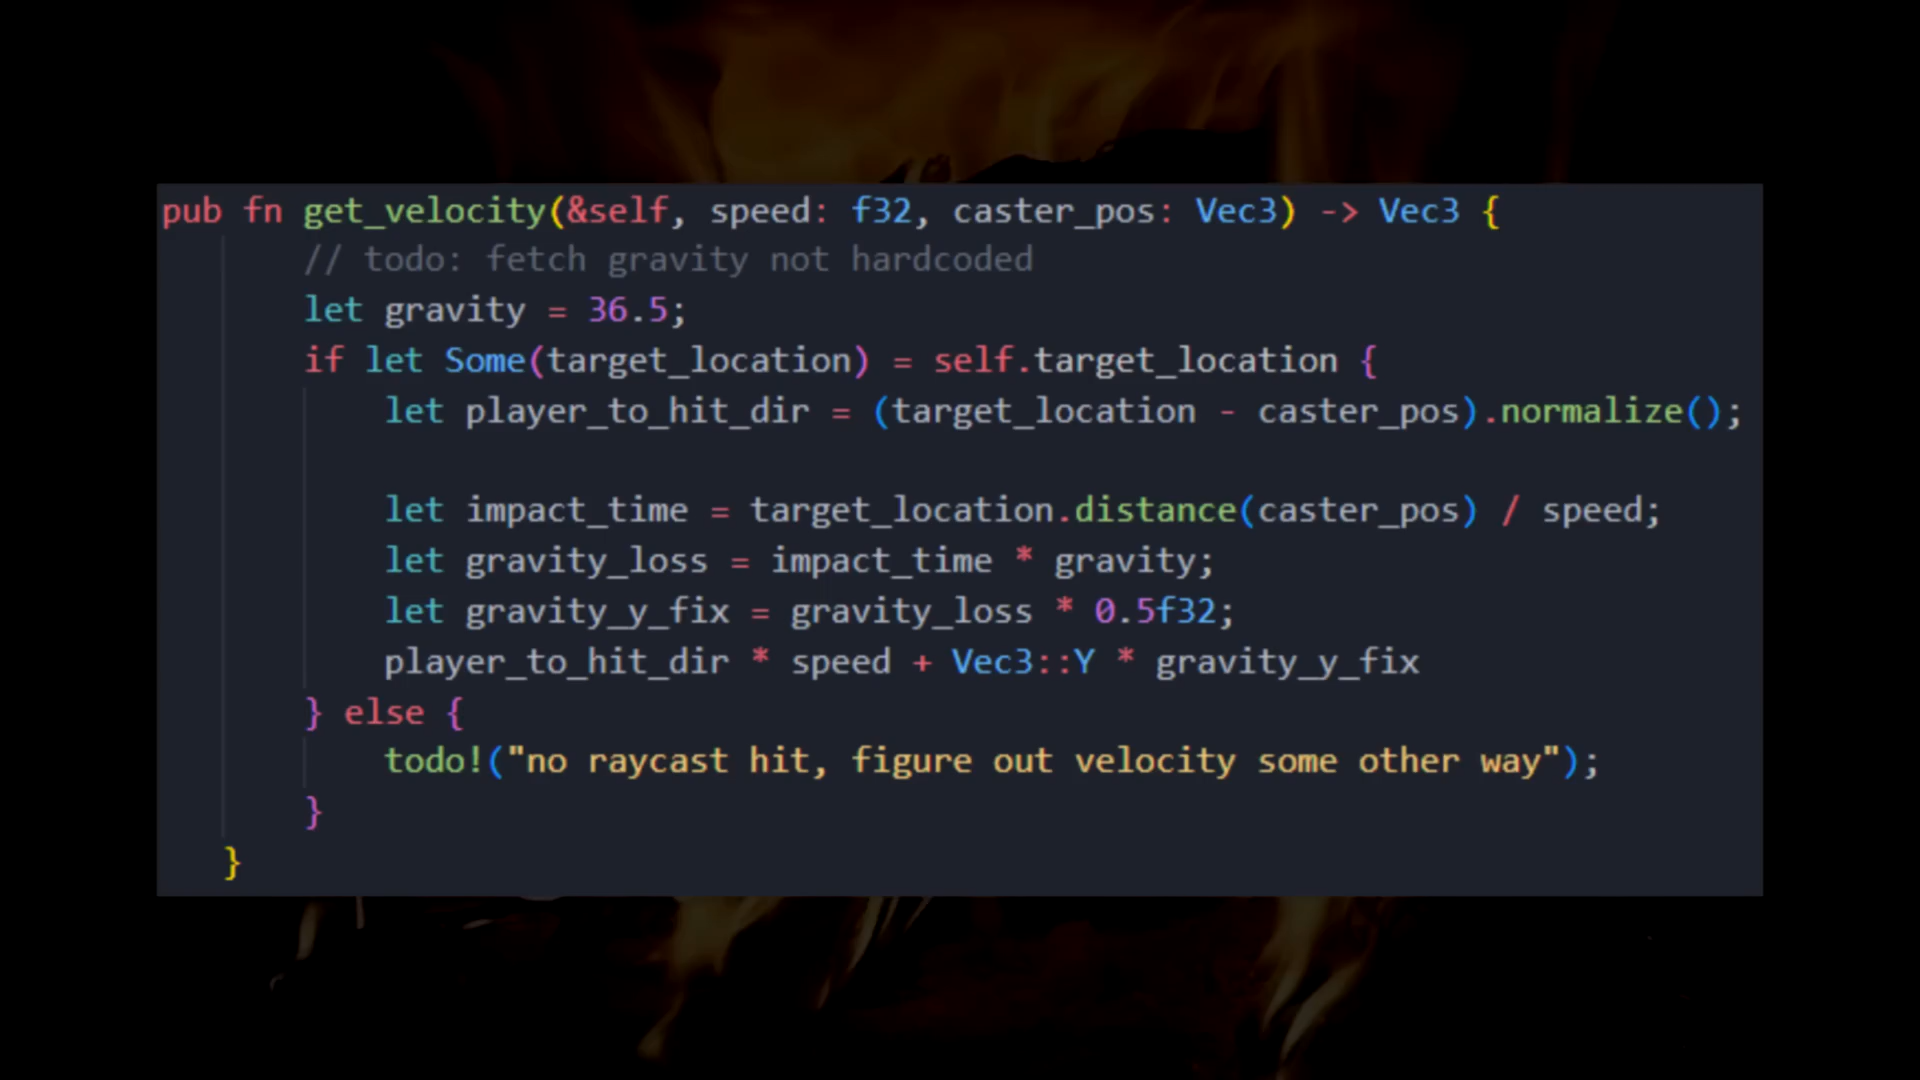 pub fn get_velocity(&self, speed: f32, caster_pos: Vec3) -> Vec3 {
// todo: fetch gravity not hardcoded
let gravity = 36.5;
if let Some(target_location) = self.target_location {
let player_to_hit_dir = (target_location - caster_pos).normalize();
let impact_time = target_location.distance(caster_pos) / speed;
let gravity_loss = impact_time * gravity;
let gravity_y_fix = gravity_loss * 0.5f32;
player_to_hit_dir * speed + Vec3::Y * gravity_y_fix
} else {
todo!("no raycast hit, figure out velocity some other way");
}
}